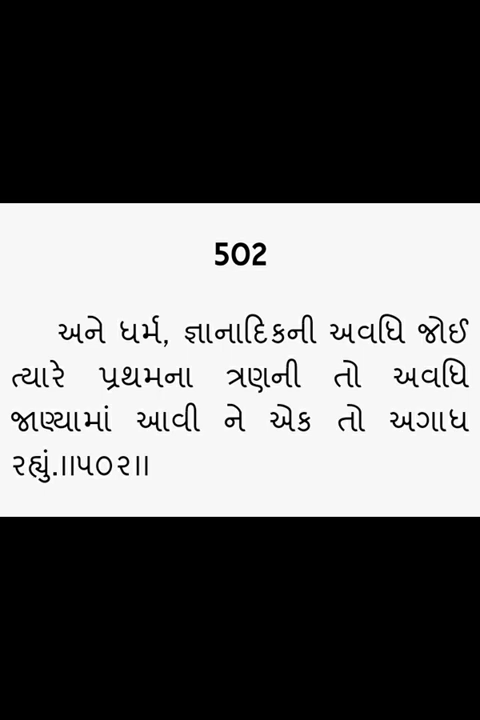 502
અને ધર્મ, જ્ઞાનાદિકની અવધિ જોઈ
ત્યારે પ્રથમના ત્રણની તો અવધિ
જાણ્યામાં આવી ને એક તો અગાધ
રહ્યું.॥૫૦૨॥